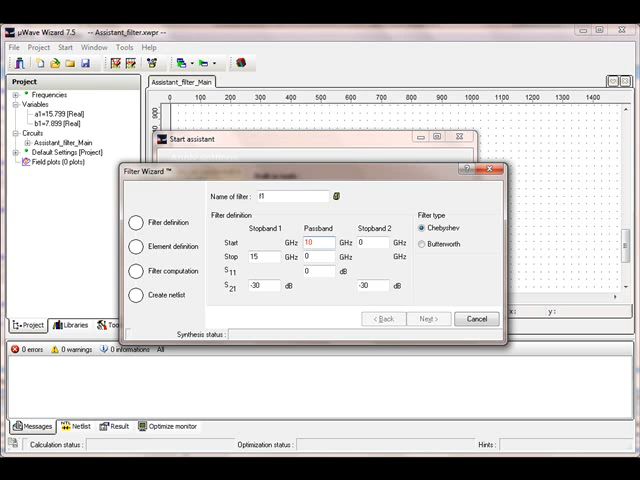 µWave Wizard 7.5 -- Assistant_filter.xwpr --
File Project Start Window Tools Help
Project
Frequencies
Variables
a1=15.799 [Real]
b1=7.899 [Real]
Circuits
Assistant_filter_Main
Default Settings [Project]
Field plots (0 plots)
Assistant_filter_Main
0 100 200 300 400 500 600 700 800 900 1000 1100 1200 1300 1400
900
800
Start assistant
Filter Wizard ™
Name of filter : f1
Filter definition
Element definition
Filter computation
Create netlist
Filter definition
Stopband 1 Passband Stopband 2
Start GHz 10 GHz 0 GHz
Stop 15 GHz 0 GHz GHz
S11 0 dB
S21 -30 dB -30 dB
Filter type
Chebyshev
Butterworth
< Back Next > Cancel
Synthesis status :
x: y:
Project Libraries Too
0 errors 0 warnings 0 informations All
Messages Netlist Result Optimize monitor
Calculation status : Optimization status : Hints :